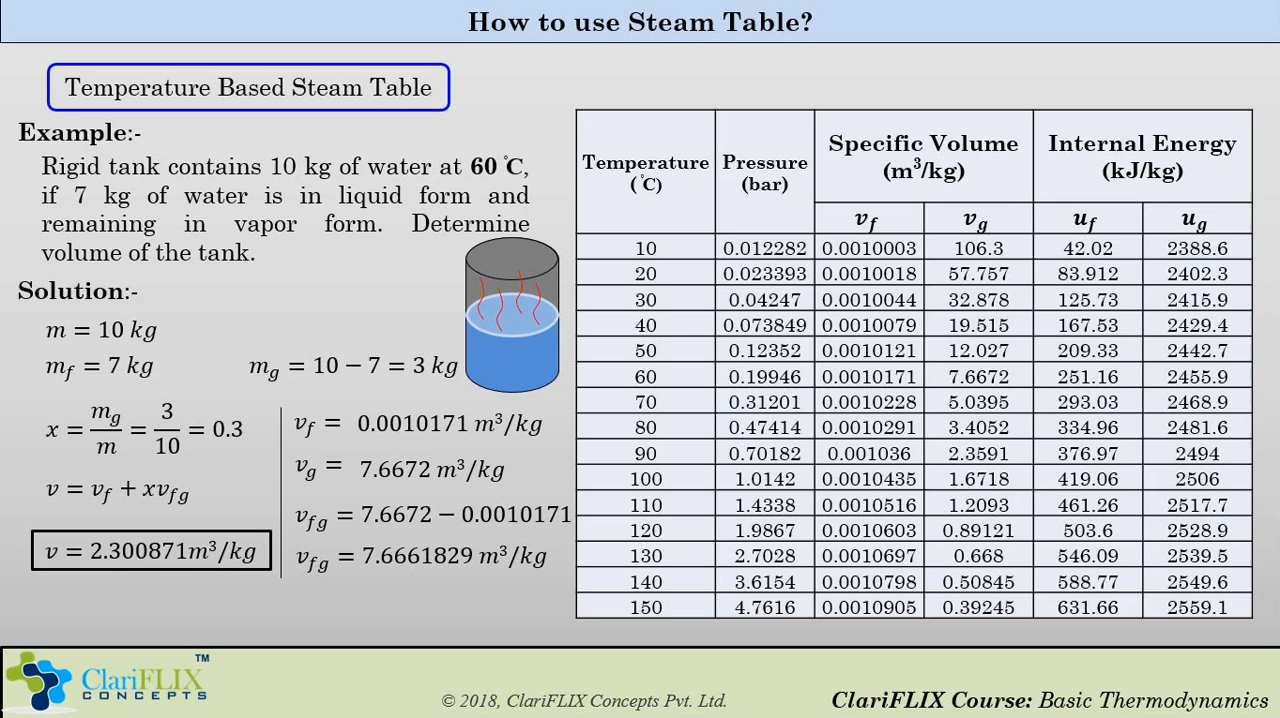 How to use Steam Table?
Temperature Based Steam Table
Example:-
Rigid tank contains 10 kg of water at 60 ℃,
if 7 kg of water is in liquid form and
remaining in vapor form. Determine
volume of the tank.
Solution:-
m = 10 kg
m_f = 7 kg m_g = 10 − 7 = 3 kg
x = m_g/m = 3/10 = 0.3
v = v_f + xv_fg
v = 2.300871m³/kg
v_f = 0.0010171 m³/kg
v_g = 7.6672 m³/kg
v_fg = 7.6672 − 0.0010171
v_fg = 7.6661829 m³/kg
Temperature (℃) Pressure (bar) Specific Volume (m³/kg) Internal Energy (kJ/kg)
v_f v_g u_f u_g
10 0.012282 0.0010003 106.3 42.02 2388.6
20 0.023393 0.0010018 57.757 83.912 2402.3
30 0.04247 0.0010044 32.878 125.73 2415.9
40 0.073849 0.0010079 19.515 167.53 2429.4
50 0.12352 0.0010121 12.027 209.33 2442.7
60 0.19946 0.0010171 7.6672 251.16 2455.9
70 0.31201 0.0010228 5.0395 293.03 2468.9
80 0.47414 0.0010291 3.4052 334.96 2481.6
90 0.70182 0.001036 2.3591 376.97 2494
100 1.0142 0.0010435 1.6718 419.06 2506
110 1.4338 0.0010516 1.2093 461.26 2517.7
120 1.9867 0.0010603 0.89121 503.6 2528.9
130 2.7028 0.0010697 0.668 546.09 2539.5
140 3.6154 0.0010798 0.50845 588.77 2549.6
150 4.7616 0.0010905 0.39245 631.66 2559.1
ClariFLIX TM
CONCEPTS
© 2018, ClariFLIX Concepts Pvt. Ltd.
ClariFLIX Course: Basic Thermodynamics